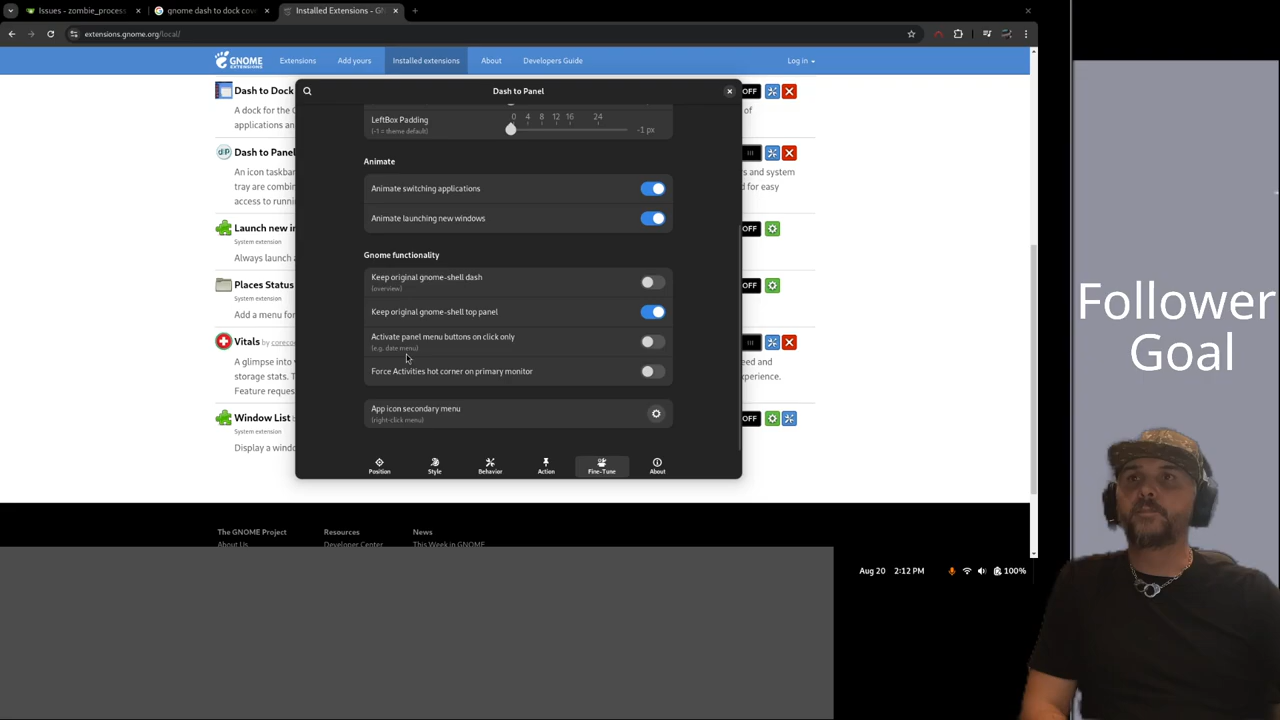 Issues - zombie_process
gnome dash to dock cov
Installed Extensions - G
extensions.gnome.org/local/
GNOME
EXTENSIONS
Extensions
Add yours
Installed extensions
About
Developers Guide
Log in
Dash to Dock
OFF
A dock for the
of
applications an
Dash to Panel
An icon taskbar
s and system
tray are combin
d for easy
access to runni
Launch new in
OFF
System extension
Always launch a
Places Status
OFF
System extension
Add a menu for
Vitals by coreco
A glimpse into y
eed and
storage stats. T
xperience.
Feature reques
Window List
OFF
System extension
Display a windo
Dash to Panel
LeftBox Padding
(-1 = theme default)
0 4 8 12 16 24
-1 px
Animate
Animate switching applications
Animate launching new windows
Gnome functionality
Keep original gnome-shell dash
(overview)
Keep original gnome-shell top panel
Activate panel menu buttons on click only
(e.g. date menu)
Force Activities hot corner on primary monitor
App icon secondary menu
(right-click menu)
Position
Style
Behavior
Action
Fine-Tune
About
The GNOME Project
Resources
News
About Us
Developer Center
This Week in GNOME
Aug 20 2:12 PM
100%
Follower
Goal